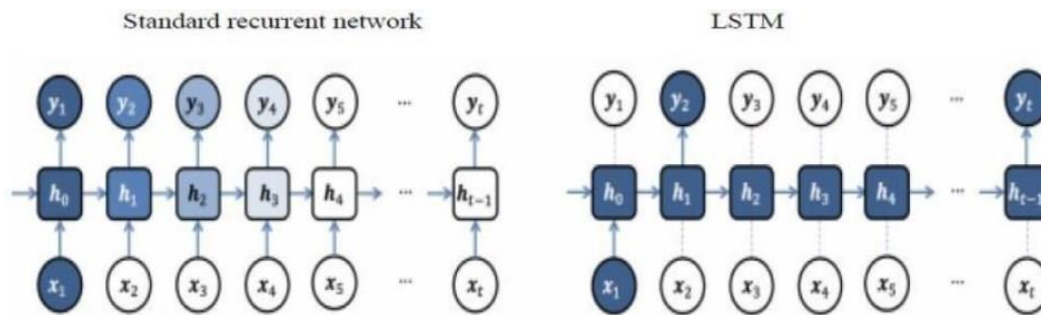 Standard recurrent network LSTM
y₁ y₂ y₃ y₄ y₅ ... yₜ y₁ y₂ y₃ y₄ y₅ ... yₜ
h₀ h₁ h₂ h₃ h₄ ... hₜ₋₁ h₀ h₁ h₂ h₃ h₄ ... hₜ₋₁
x₁ x₂ x₃ x₄ x₅ ... xₜ x₁ x₂ x₃ x₄ x₅ ... xₜ